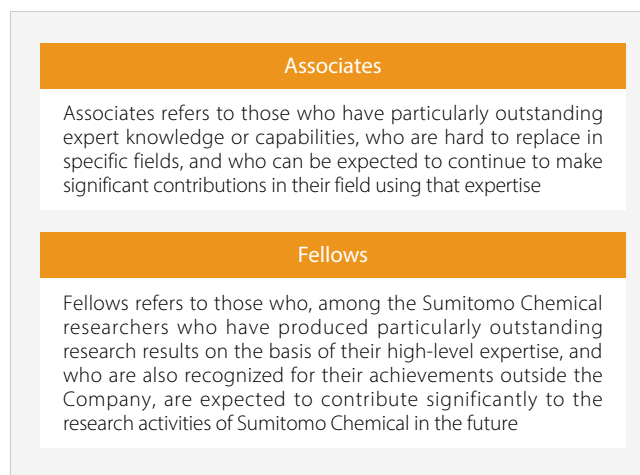 Associates
Associates refers to those who have particularly outstanding
expert knowledge or capabilities, who are hard to replace in
specific fields, and who can be expected to continue to make
significant contributions in their field using that expertise
Fellows
Fellows refers to those who, among the Sumitomo Chemical
researchers who have produced particularly outstanding
research results on the basis of their high-level expertise, and
who are also recognized for their achievements outside the
Company, are expected to contribute significantly to the
research activities of Sumitomo Chemical in the future